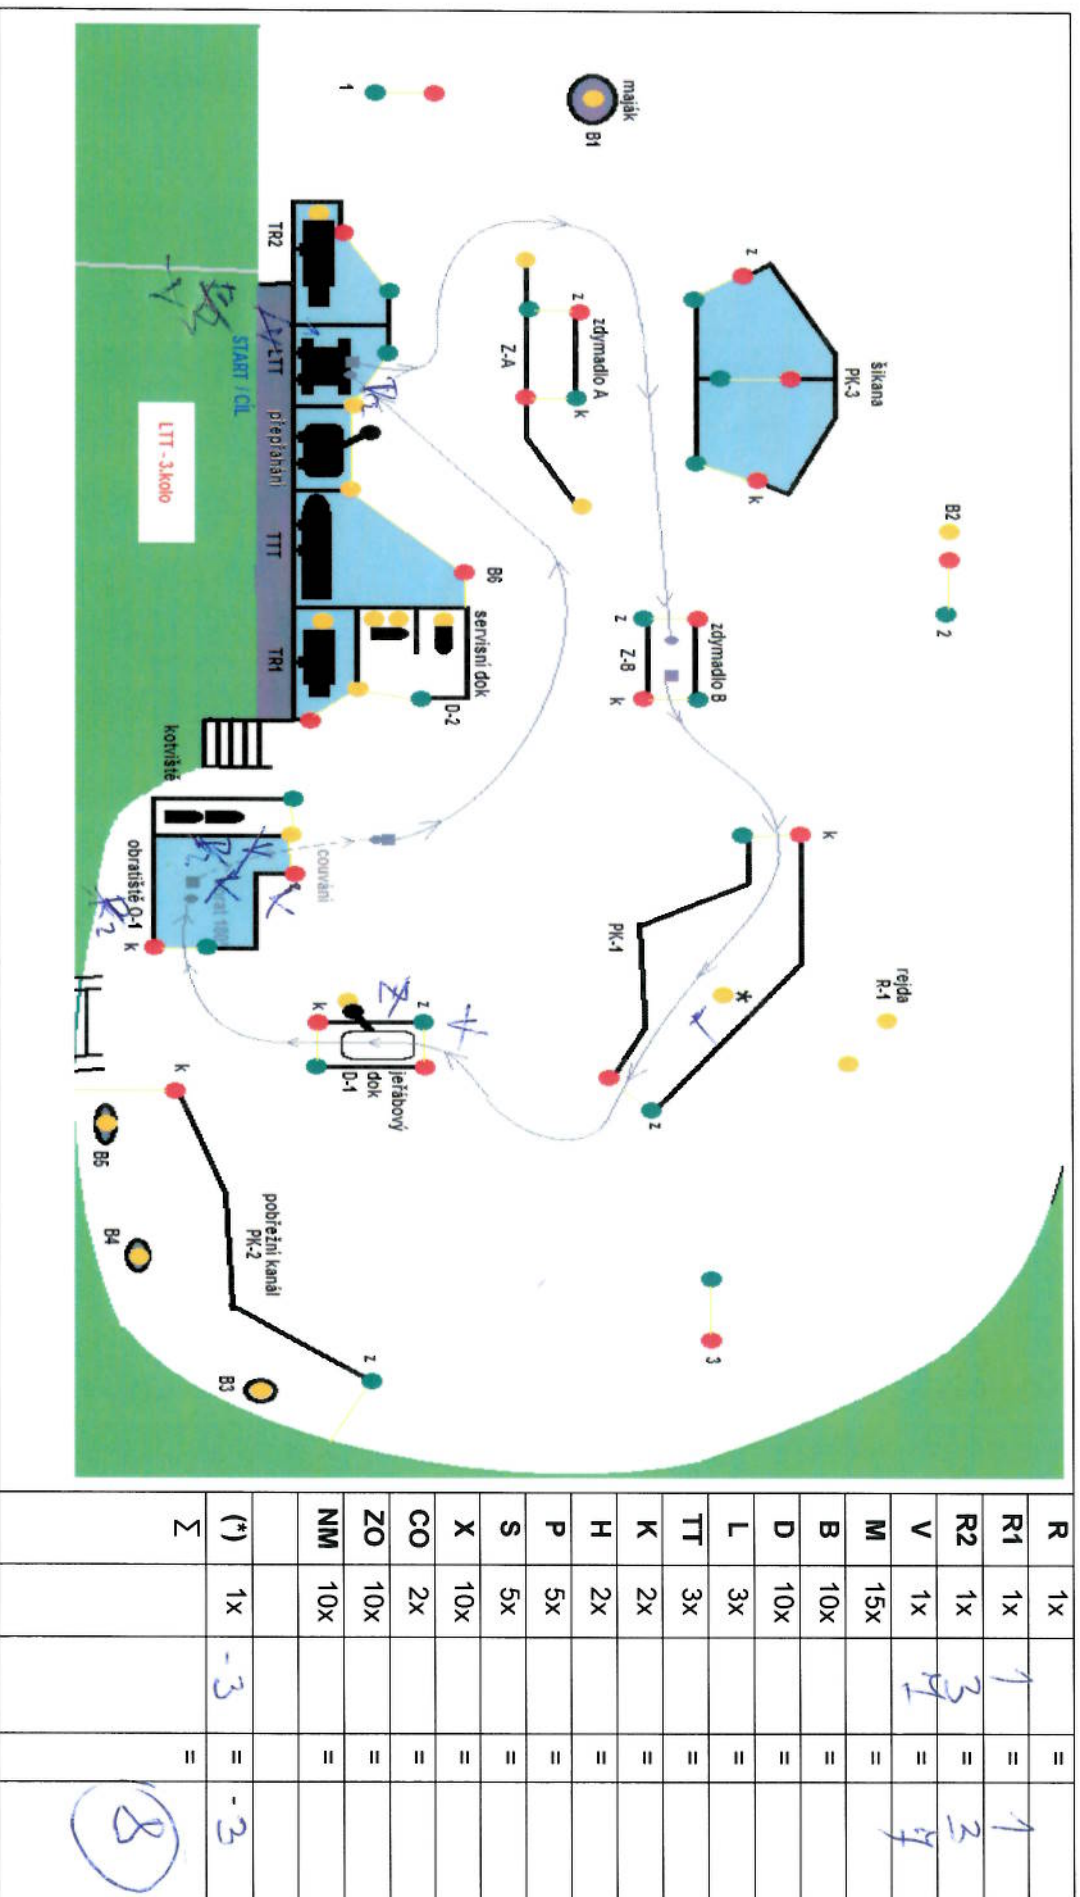 maják
B1
1
šikana
PK-3
z
k
B2
2
zdymadlo A
z
k
Z-A
zdymadlo B
z
Z-B
k
TR2
LTT
START / CÍL
přepřahání
TTT
TR1
LTT - 3.kolo
B6
servisní dok
D-2
kotviště
obratiště O-1
k
couvání
k
PK-1
z
*
rejda
R-1
z
k
jeřábový
dok
D-1
k
pobřežní kanál
PK-2
z
B5
B4
B3
3
R 1x =
R1 1x 1 = 1
R2 1x 3 = 3
V 1x = 7
M 15x =
B 10x =
D 10x =
L 3x =
TT 3x =
K 2x =
H 2x =
P 5x =
S 5x =
X 10x =
CO 2x =
ZO 10x =
NM 10x =
(*) 1x -3 = -3
Σ = 8